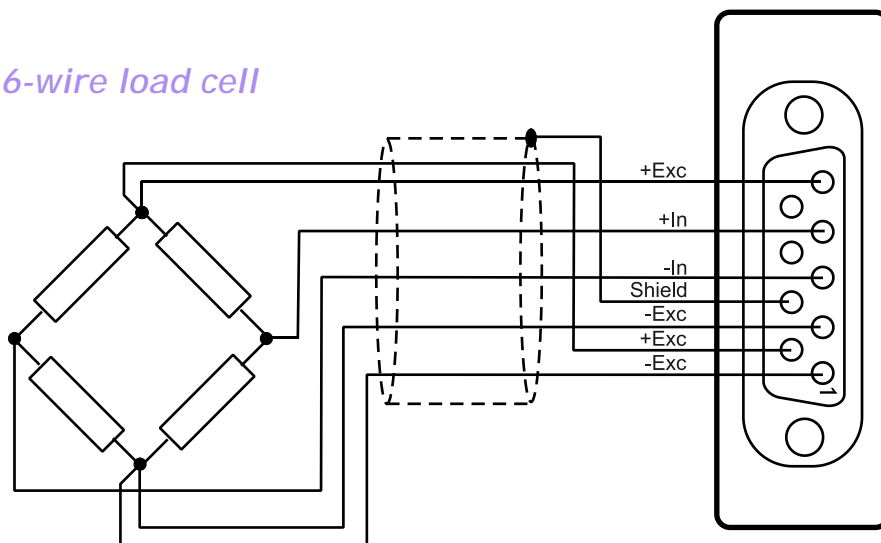 6-wire load cell
+Exc
+In
-In
Shield
-Exc
+Exc
-Exc
1